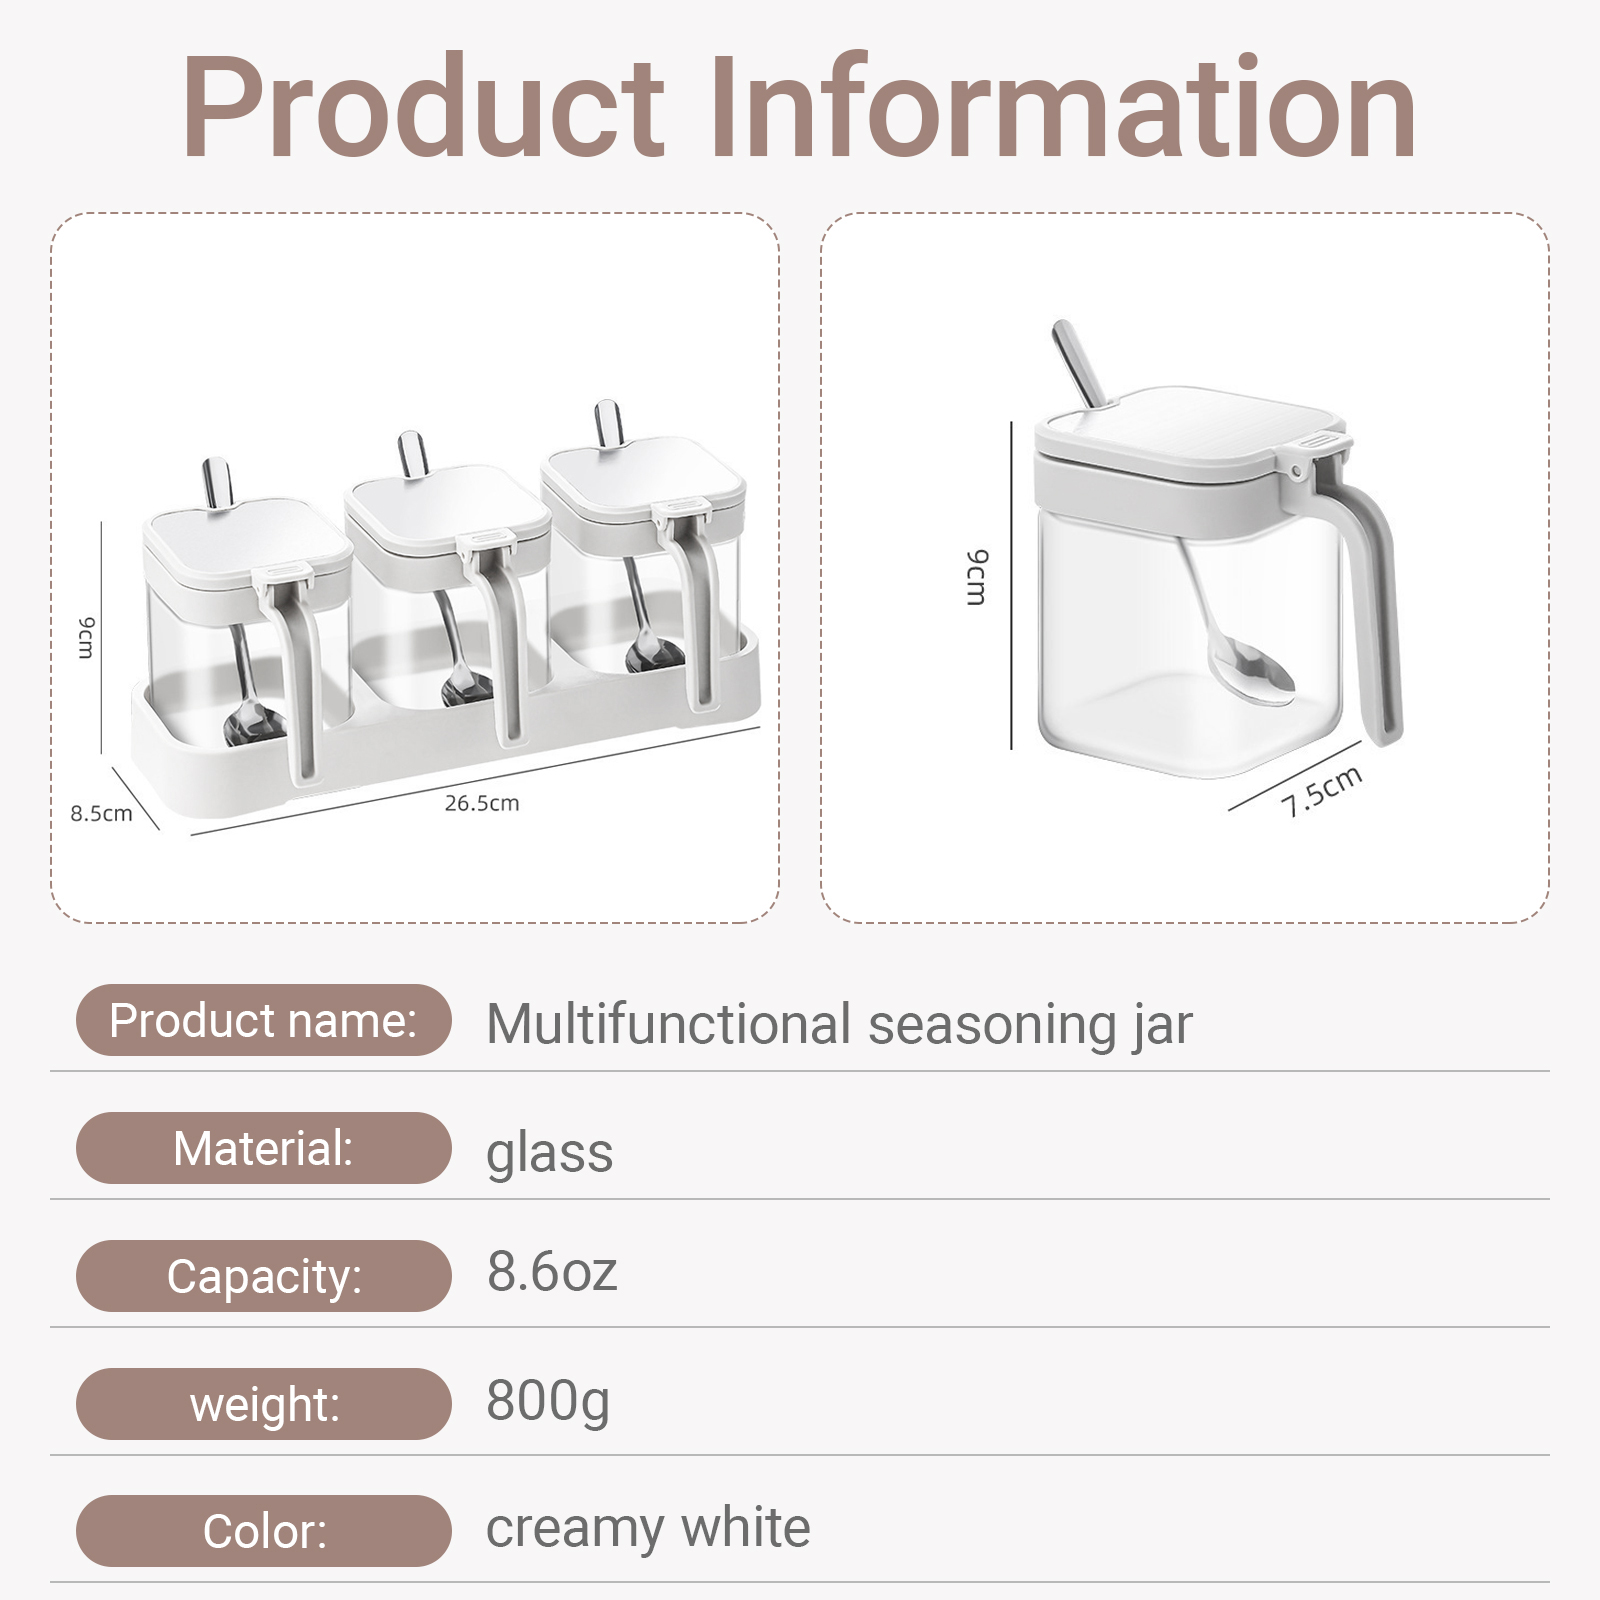 Product Information
9cm
8.5cm
26.5cm
9cm
7.5cm
Product name: Multifunctional seasoning jar
Material: glass
Capacity: 8.6oz
weight: 800g
Color: creamy white